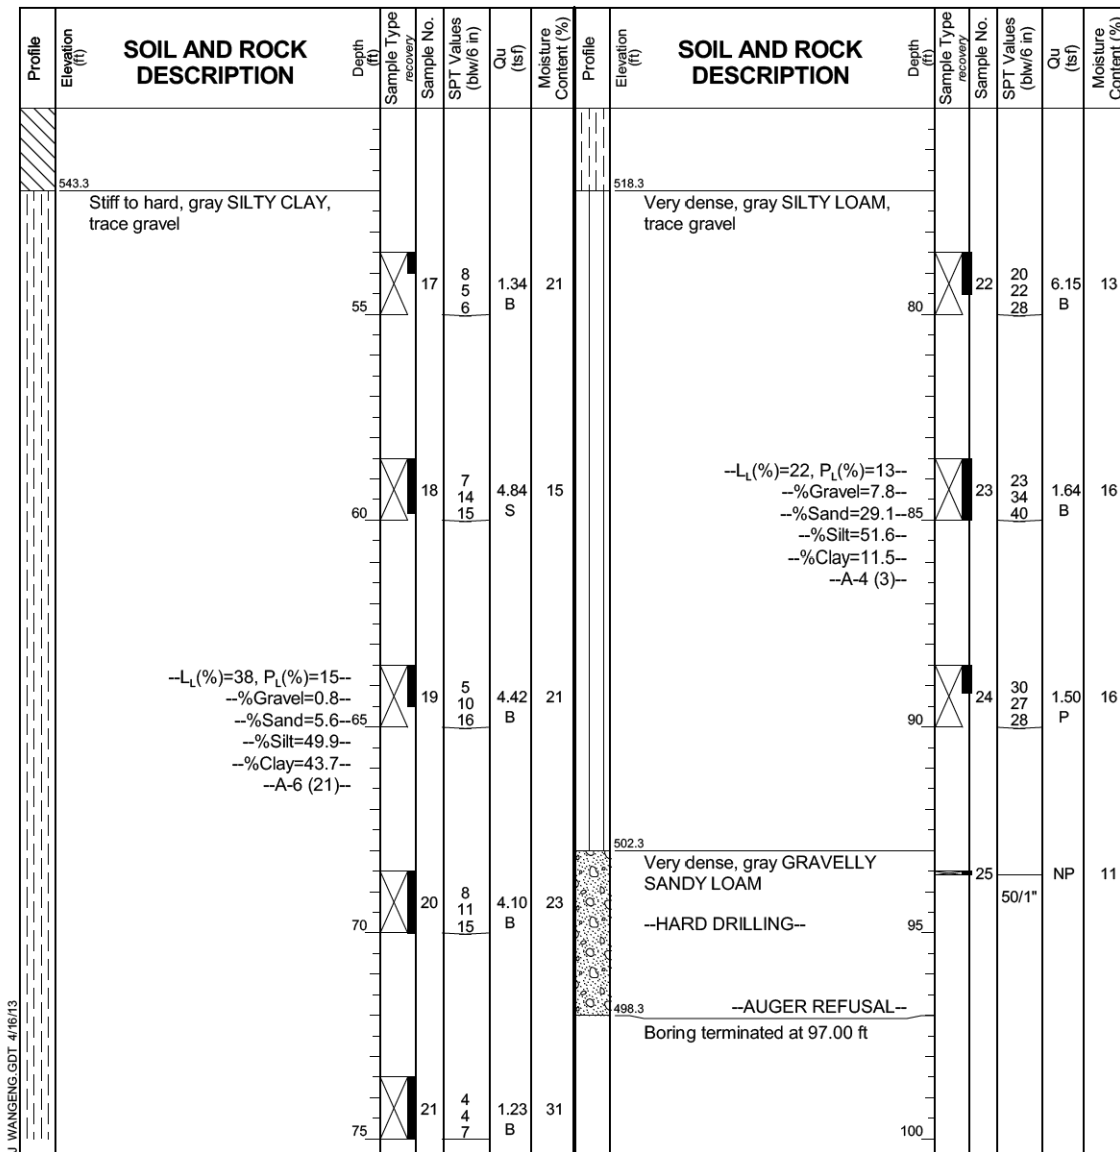 Profile
Elevation
(ft)
SOIL AND ROCK
DESCRIPTION
Depth
(ft)
Sample Type
recovery
Sample No.
SPT Values
(blw/6 in)
Qu
(tsf)
Moisture
Content (%)
543.3
Stiff to hard, gray SILTY CLAY,
trace gravel
55
17
8
5
6
1.34
B
21
60
18
7
14
15
4.84
S
15
--LL(%)=38, PL(%)=15--
--%Gravel=0.8--
--%Sand=5.6--65
--%Silt=49.9--
--%Clay=43.7--
--A-6 (21)--
19
5
10
16
4.42
B
21
70
20
8
11
15
4.10
B
23
75
21
4
4
7
1.23
B
31
Profile
Elevation
(ft)
SOIL AND ROCK
DESCRIPTION
Depth
(ft)
Sample Type
recovery
Sample No.
SPT Values
(blw/6 in)
Qu
(tsf)
Moisture
Content (%)
518.3
Very dense, gray SILTY LOAM,
trace gravel
80
22
20
22
28
6.15
B
13
--LL(%)=22, PL(%)=13--
--%Gravel=7.8--
--%Sand=29.1--85
--%Silt=51.6--
--%Clay=11.5--
--A-4 (3)--
23
23
34
40
1.64
B
16
90
24
30
27
28
1.50
P
16
502.3
Very dense, gray GRAVELLY
SANDY LOAM
25
50/1"
NP
11
--HARD DRILLING--
95
498.3
--AUGER REFUSAL--
Boring terminated at 97.00 ft
100
WANGENG.GDT 4/16/13